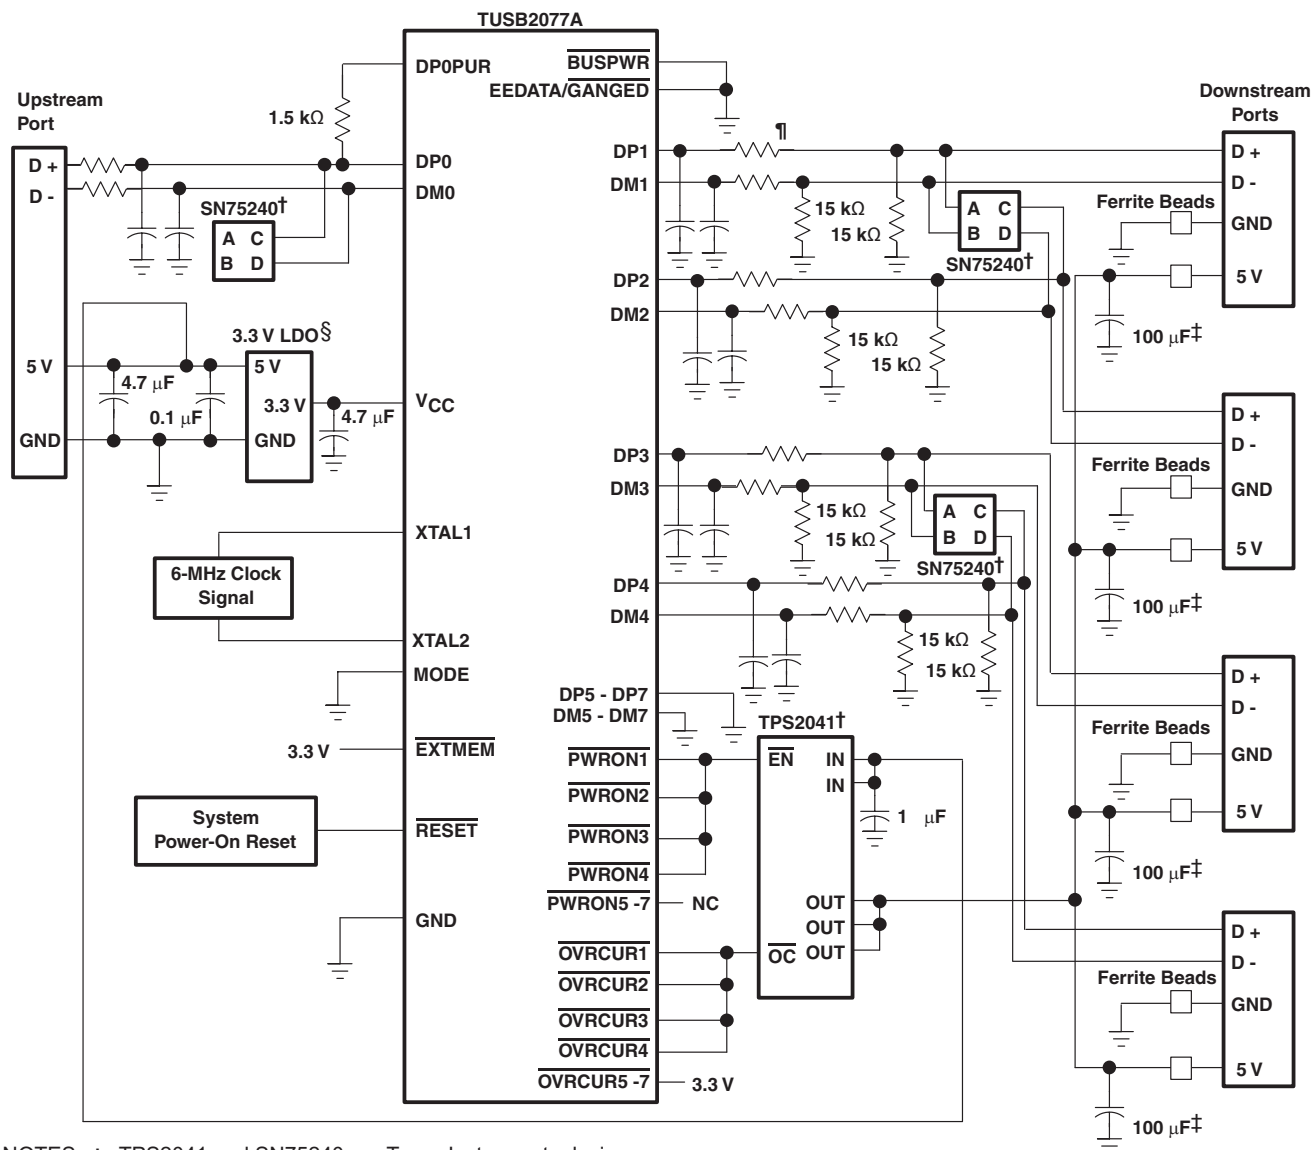 TUSB2077A
Upstream
Port
D +
D -
5 V
GND
1.5 kΩ
SN75240†
A C
B D
3.3 V LDO§
5 V
3.3 V
GND
4.7 μF
0.1 μF
4.7 μF
6-MHz Clock
Signal
3.3 V
System
Power-On Reset
DP0PUR
DP0
DM0
VCC
XTAL1
XTAL2
MODE
EXTMEM
RESET
GND
BUSPWR
EEDATA/GANGED
DP1
DM1
DP2
DM2
DP3
DM3
DP4
DM4
DP5 - DP7
DM5 - DM7
PWRON1
PWRON2
PWRON3
PWRON4
PWRON5 -7
NC
OVRCUR1
OVRCUR2
OVRCUR3
OVRCUR4
OVRCUR5 -7
3.3 V
¶
15 kΩ
15 kΩ
A C
B D
SN75240†
15 kΩ
15 kΩ
15 kΩ
15 kΩ
A C
B D
SN75240†
15 kΩ
15 kΩ
TPS2041†
EN
IN
IN
1 μF
OUT
OUT
OC OUT
Downstream
Ports
D +
D -
Ferrite Beads
GND
5 V
100 μF‡
D +
D -
Ferrite Beads
GND
5 V
100 μF‡
D +
D -
Ferrite Beads
GND
5 V
100 μF‡
D +
D -
Ferrite Beads
GND
5 V
100 μF‡